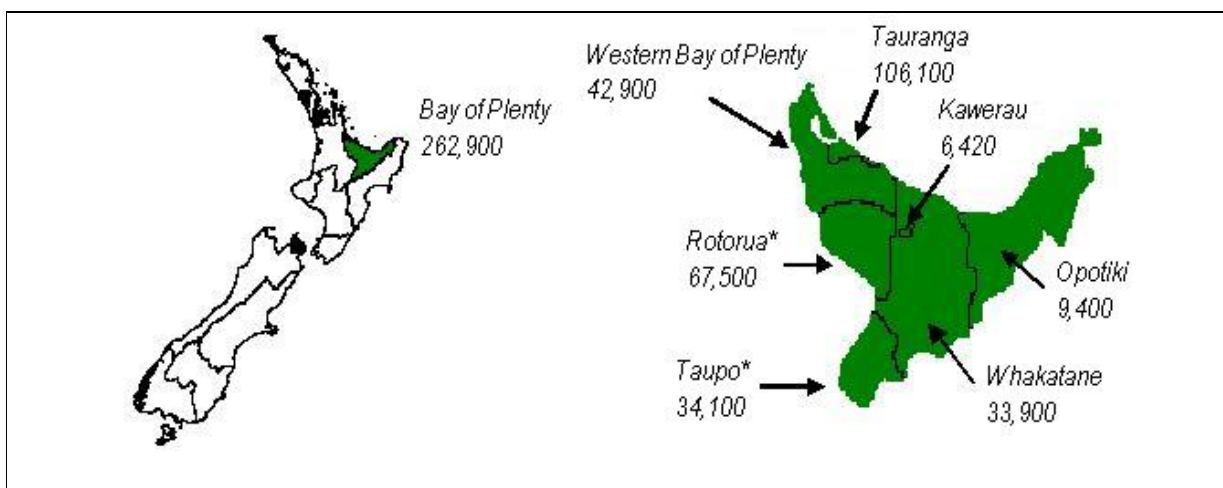 Bay of Plenty
262,900
Western Bay of Plenty
42,900
Tauranga
106,100
Kawerau
6,420
Rotorua*
67,500
Opotiki
9,400
Taupo*
34,100
Whakatane
33,900